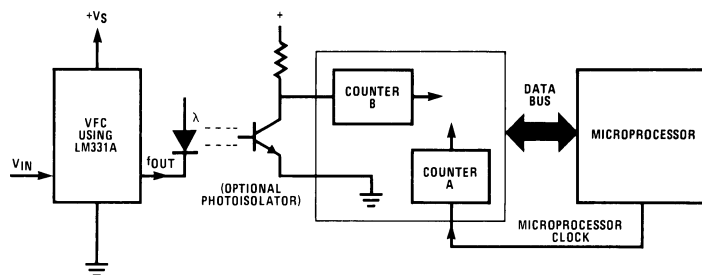 +VS
VFC
USING
LM331A
VIN
fOUT
λ
+
(OPTIONAL
PHOTOISOLATOR)
COUNTER
B
COUNTER
A
DATA
BUS
MICROPROCESSOR
MICROPROCESSOR
CLOCK